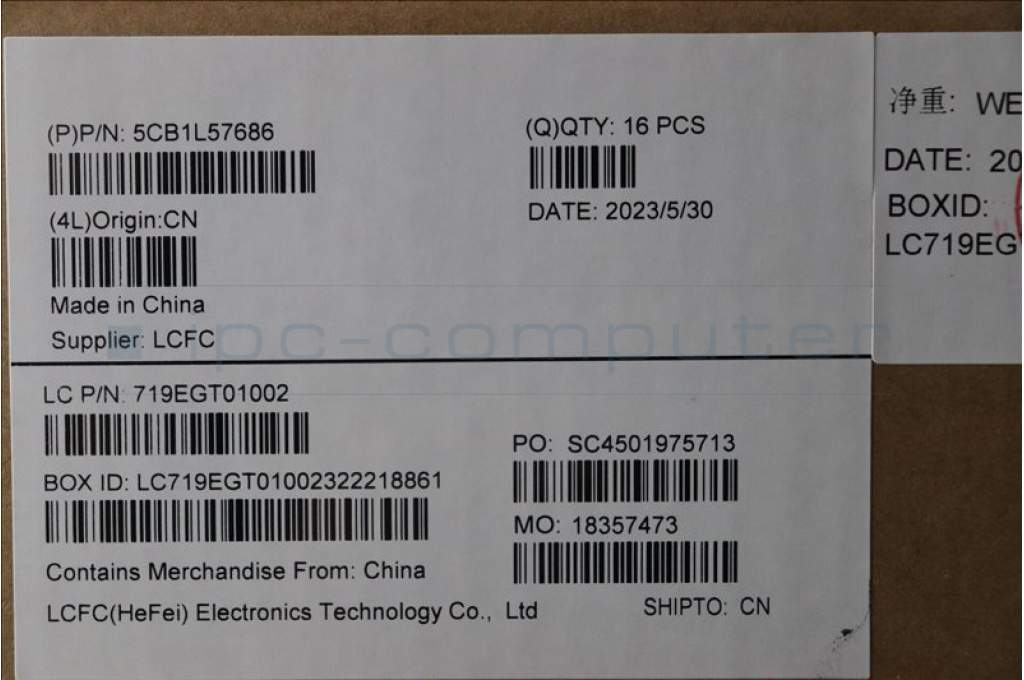 (P)P/N: 5CB1L57686
(4L)Origin:CN
Made in China
Supplier: LCFC
(Q)QTY: 16 PCS
DATE: 2023/5/30
pc-computer
LC P/N: 719EGT01002
BOX ID: LC719EGT01002322218861
Contains Merchandise From: China
LCFC(HeFei) Electronics Technology Co., Ltd
PO: SC4501975713
MO: 18357473
SHIPTO: CN
净重: WE
DATE: 20
BOXID:
LC719EG